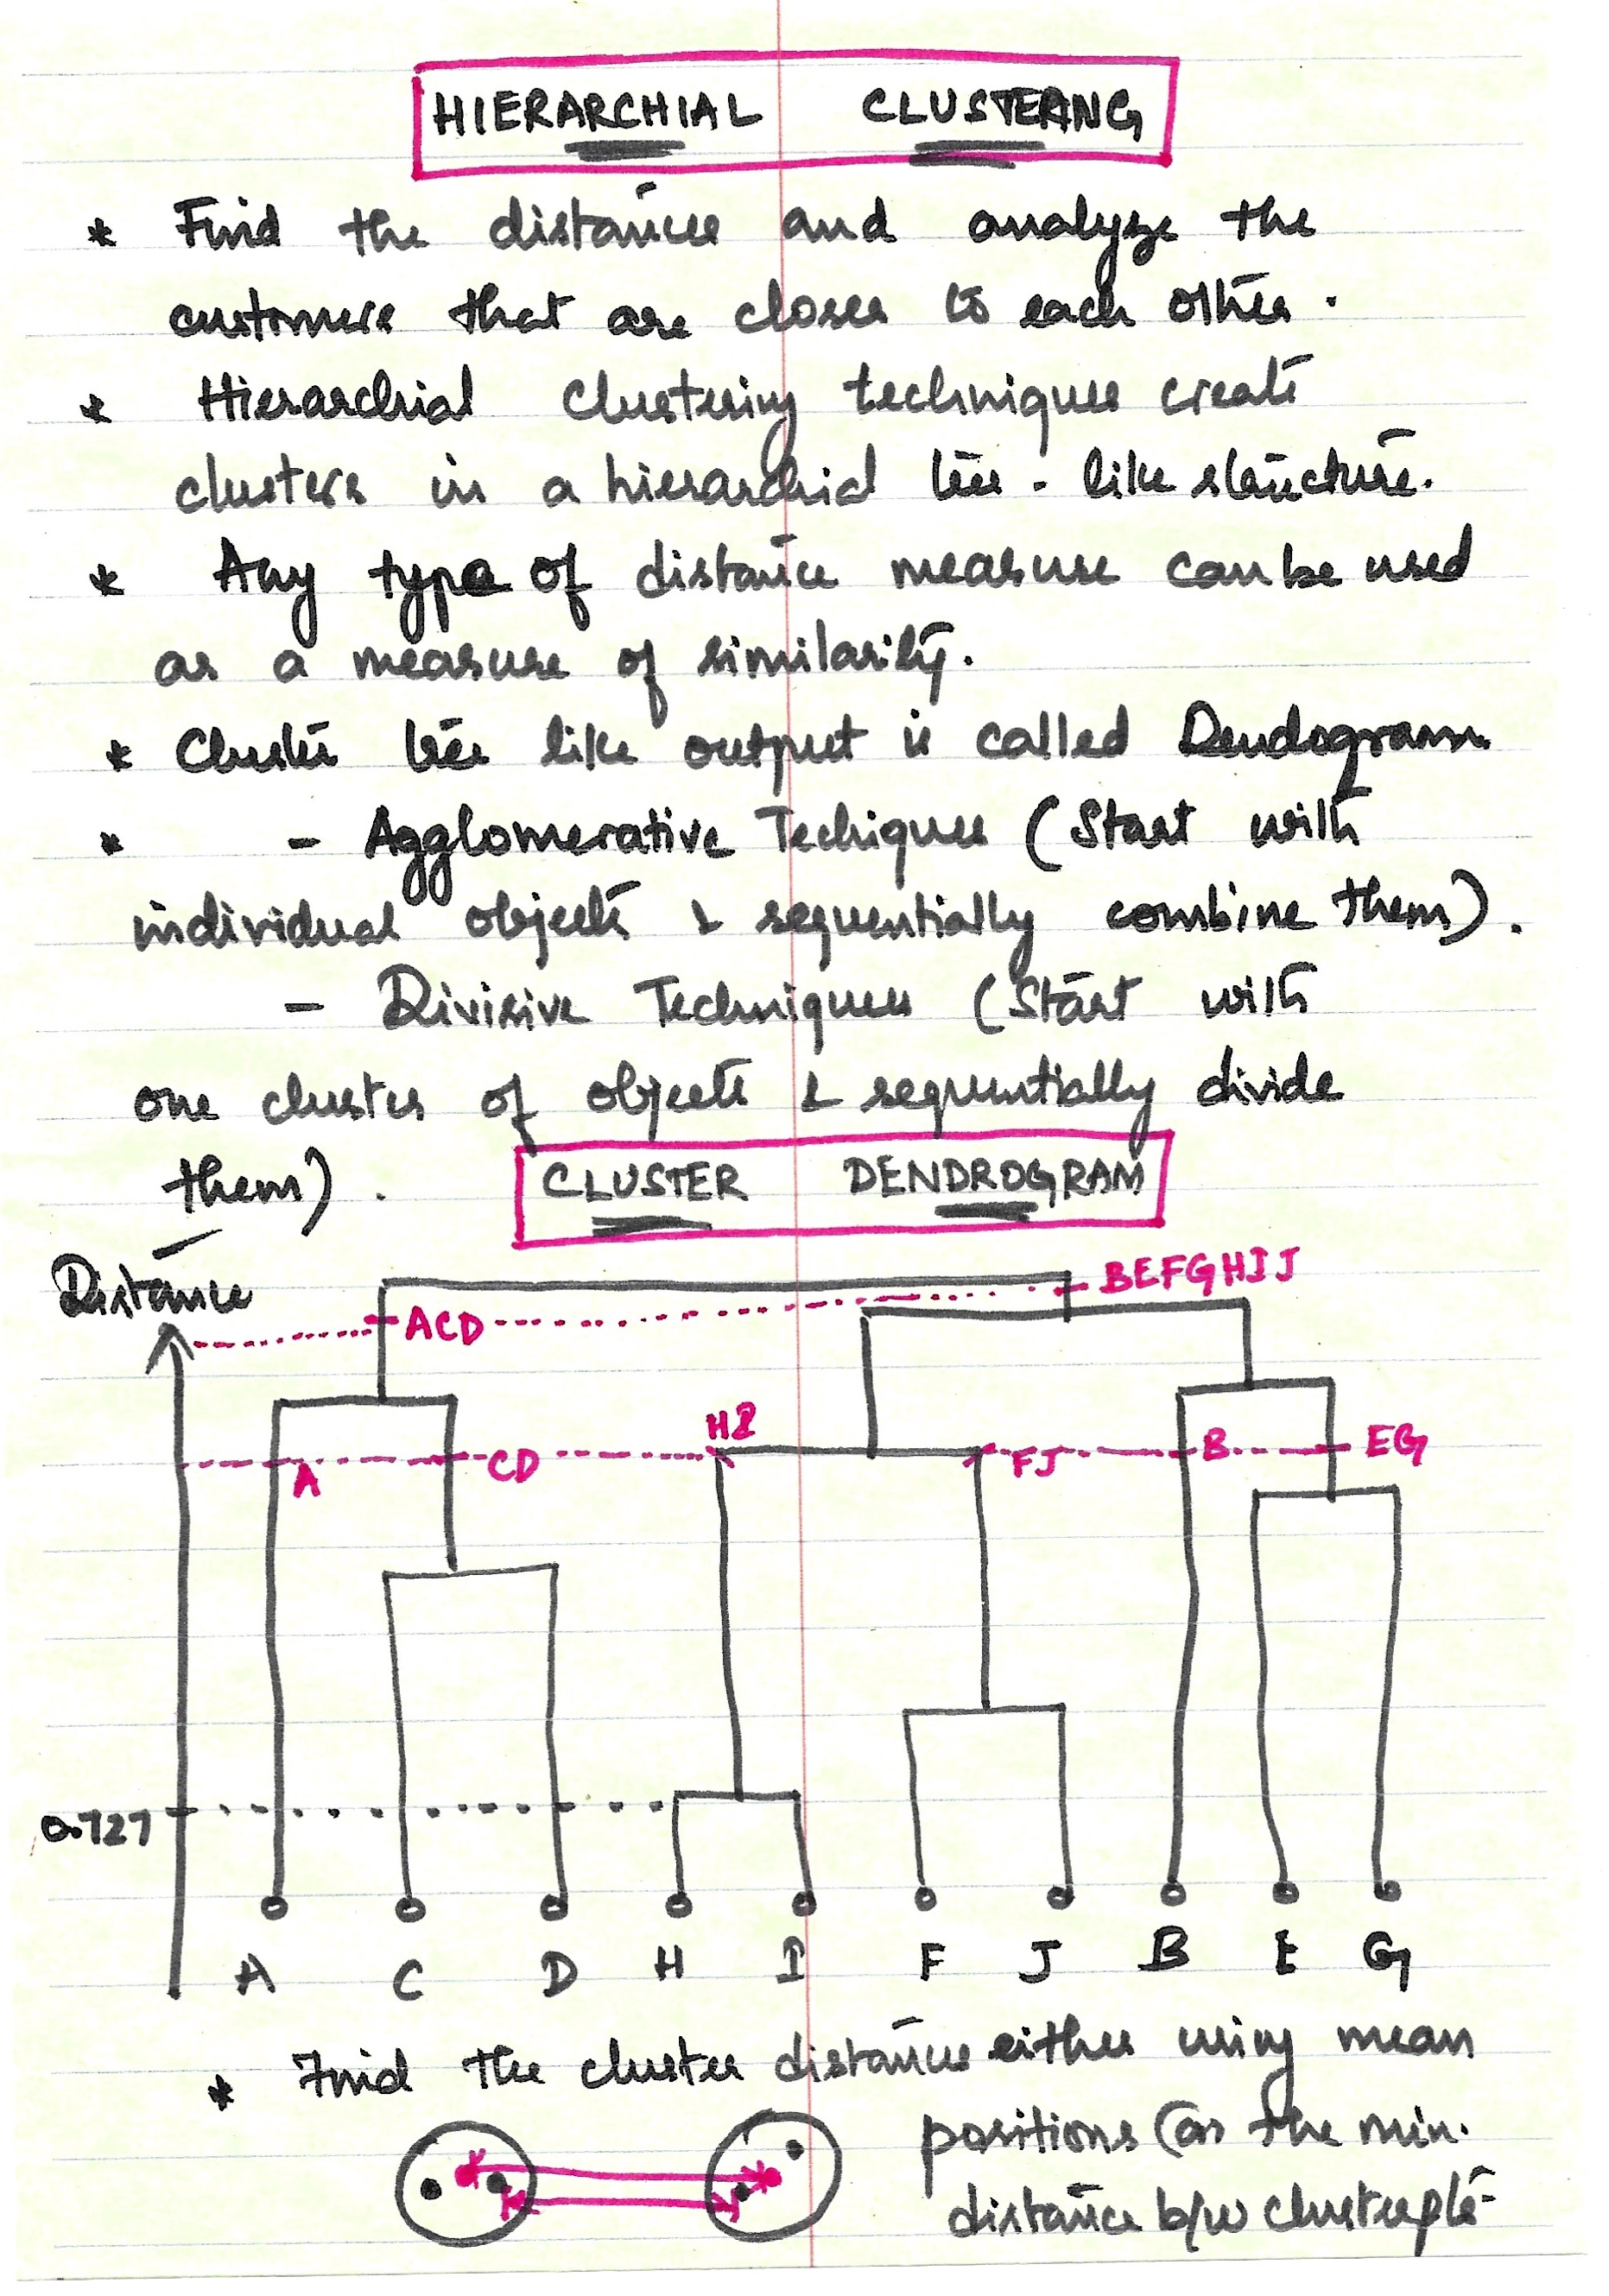 HIERARCHIAL CLUSTERING
* Find the distances and analyze the
customers that are closer to each other.
* Hierarchial clustering techniques create
clusters in a hierarchial tree-like structure.
* Any type of distance measure can be used
as a measure of similarity.
* Cluster tree like output is called Dendogram
* - Agglomerative Techiques (Start with
individual objects & sequentially combine them).
- Divisive Techniques (Start with
one cluster of objects & sequentially divide
them).
CLUSTER DENDROGRAM
Distance
BEFGHIJ
ACD
HI
A CD FJ B EG
0.727
A C D H I F J B E G
* Find the cluster distance either using mean
positions (or the min.
distance b/w cluster pts